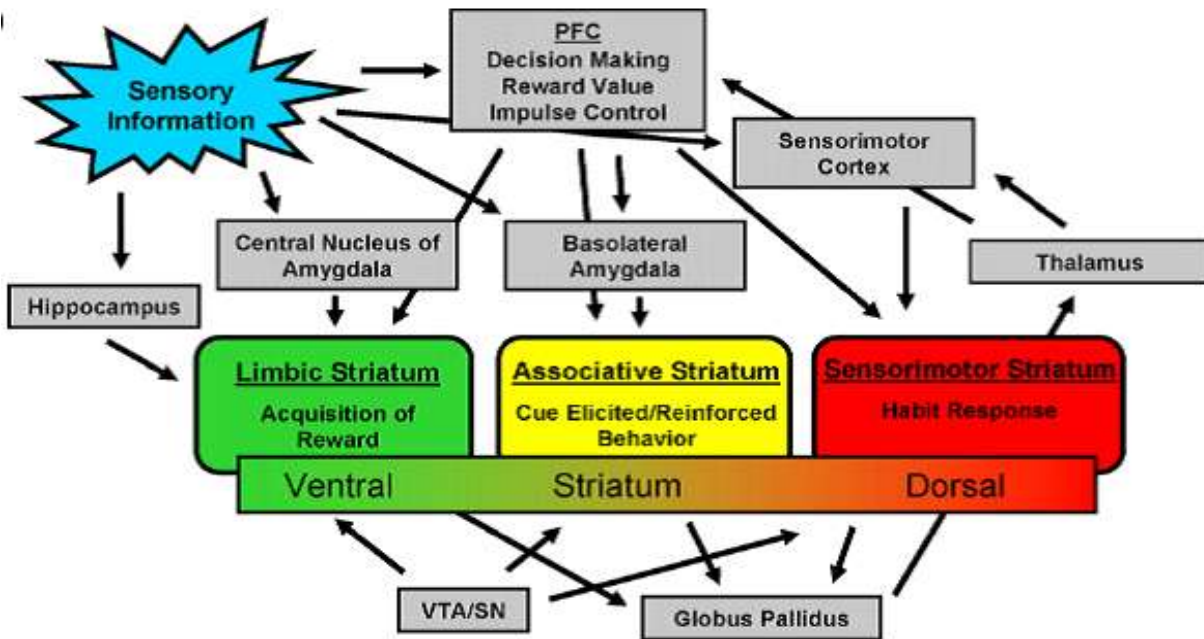 PFC
Decision Making
Reward Value
Impulse Control
Sensory
Information
Sensorimotor
Cortex
Central Nucleus of
Amygdala
Basolateral
Amygdala
Thalamus
Hippocampus
Limbic Striatum
Acquisition of
Reward
Associative Striatum
Cue Elicited/Reinforced
Behavior
Sensorimotor Striatum
Habit Response
Ventral
Striatum
Dorsal
VTA/SN
Globus Pallidus